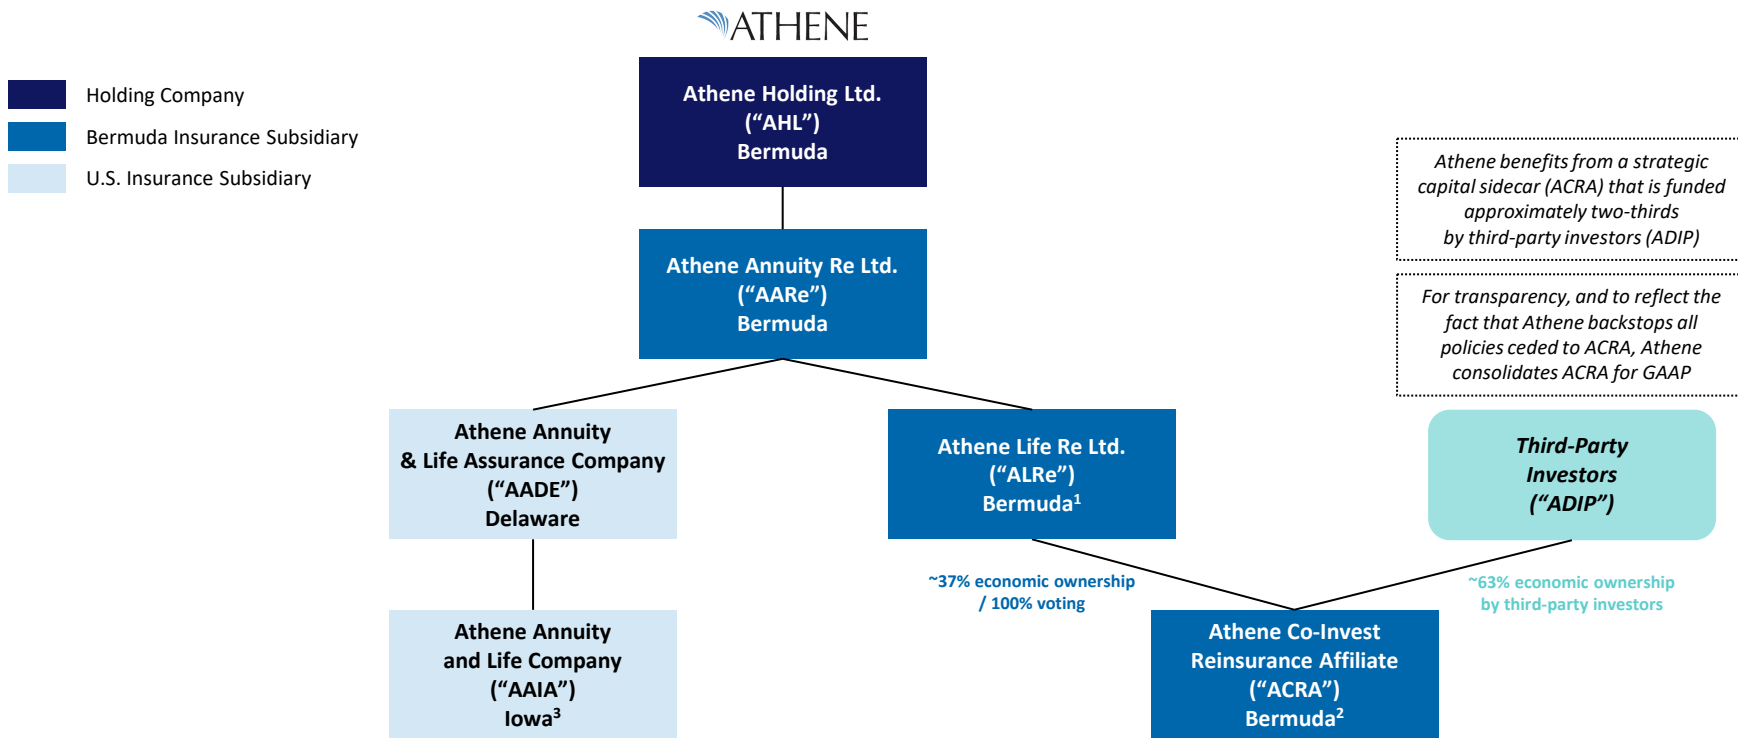 ATHENE
Holding Company
Bermuda Insurance Subsidiary
U.S. Insurance Subsidiary
Athene Holding Ltd.
(“AHL”)
Bermuda
Athene benefits from a strategic
capital sidecar (ACRA) that is funded
approximately two-thirds
by third-party investors (ADIP)
Athene Annuity Re Ltd.
(“AARe”)
Bermuda
For transparency, and to reflect the
fact that Athene backstops all
policies ceded to ACRA, Athene
consolidates ACRA for GAAP
Athene Annuity
& Life Assurance Company
(“AADE”)
Delaware
Athene Life Re Ltd.
(“ALRe”)
Bermuda¹
Third-Party
Investors
(“ADIP”)
~37% economic ownership
/ 100% voting
~63% economic ownership
by third-party investors
Athene Annuity
and Life Company
(“AAIA”)
Iowa³
Athene Co-Invest
Reinsurance Affiliate
(“ACRA”)
Bermuda²